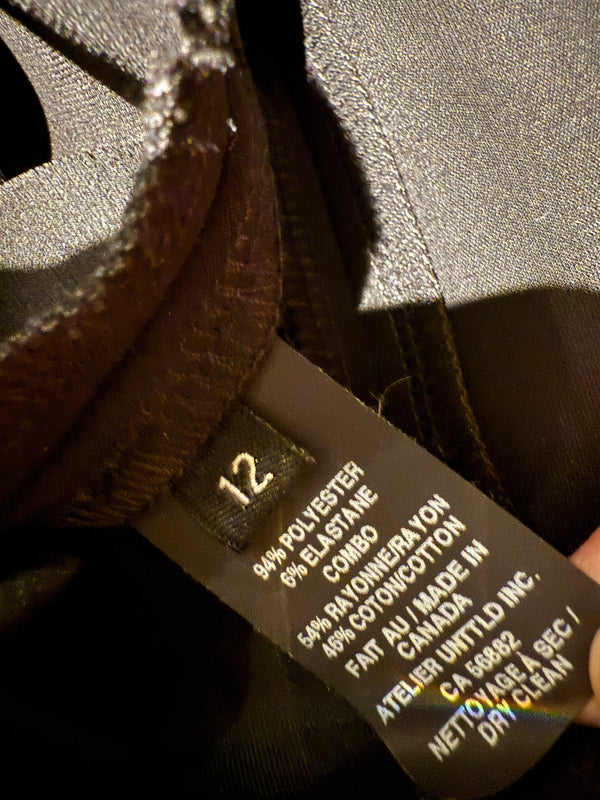 12
94% POLYESTER
6% ELASTANE
COMBO
54% RAYONNE/RAYON
46% COTON/COTTON
FAIT AU / MADE IN
CANADA
ATELIER UNTTLD INC.
CA 56882
NETTOYAGE À SEC /
DRY CLEAN